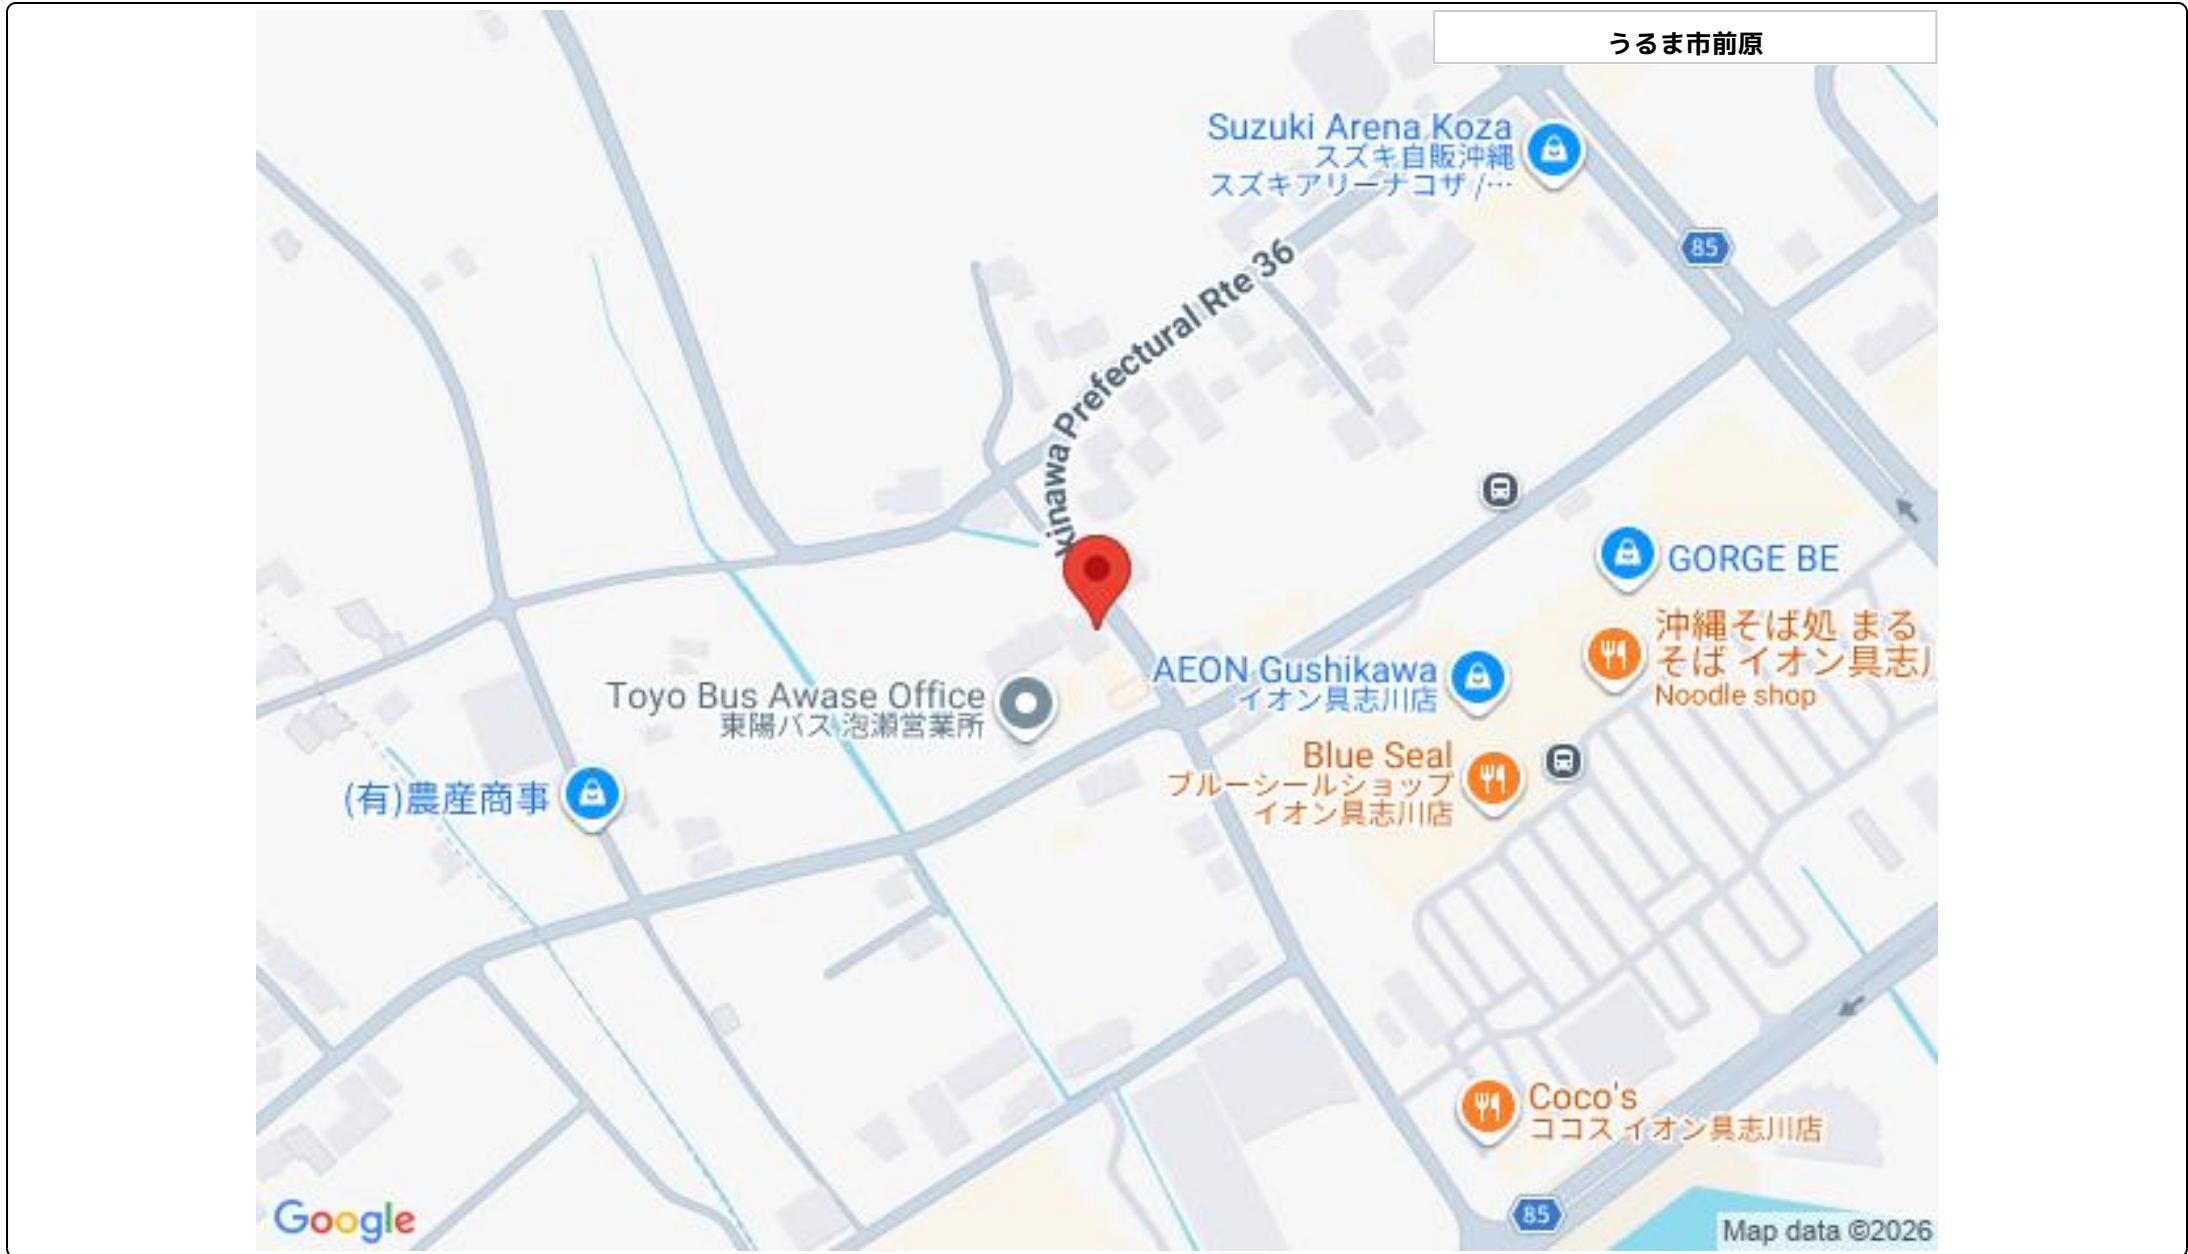 うるま市前原
Suzuki Arena Koza
スズキ自販沖縄
スズキアリーナコザ /…
85
kinawa Prefectural Rte 36
GORGE BE
沖縄そば処 まる
そば イオン具志川
Noodle shop
AEON Gushikawa
イオン具志川店
Toyo Bus Awase Office
東陽バス 泡瀬営業所
Blue Seal
ブルーシールショップ
イオン具志川店
(有)農産商事
Coco's
ココス イオン具志川店
85
Google
Map data ©2026